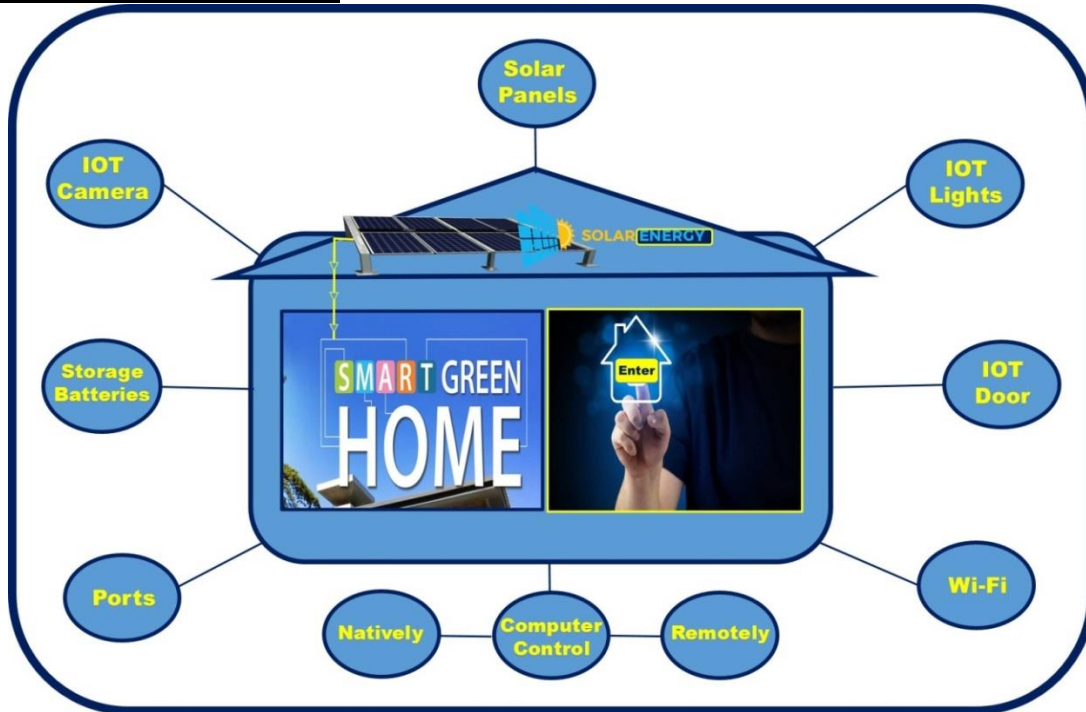 Solar
Panels
IOT
Camera
IOT
Lights
SOLAR ENERGY
Storage
Batteries
SMART GREEN
HOME
Enter
IOT
Door
Ports
Natively
Computer
Control
Remotely
Wi-Fi